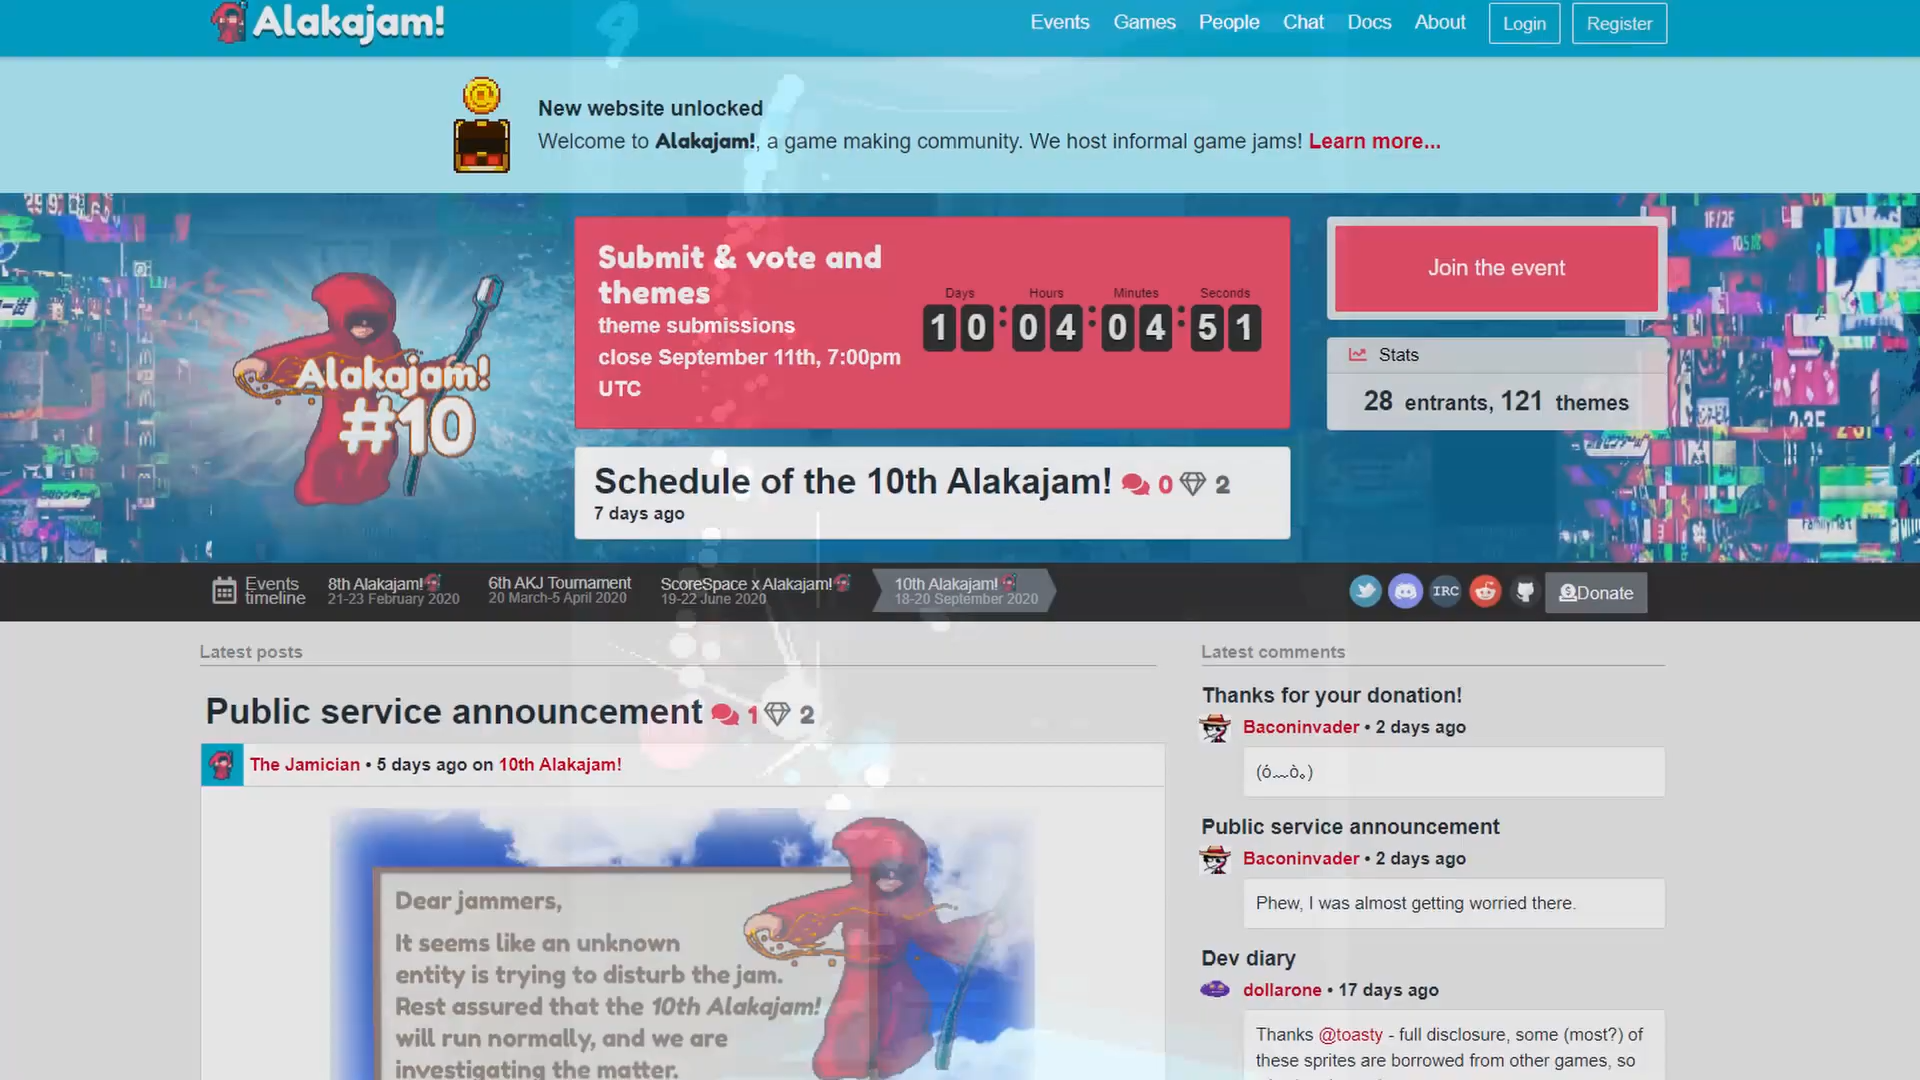 Alakajam!
Events Games People Chat Docs About Login Register
New website unlocked
Welcome to Alakajam!, a game making community. We host informal game jams! Learn more...
Submit & vote and
themes
theme submissions
close September 11th, 7:00pm
UTC
Days Hours Minutes Seconds
10:04:04:51
Join the event
Stats
28 entrants, 121 themes
Alakajam!
#10
Schedule of the 10th Alakajam! 0 2
7 days ago
Events
timeline
8th Alakajam!
21-23 February 2020
6th AKJ Tournament
20 March-5 April 2020
ScoreSpace x Alakajam!
19-22 June 2020
10th Alakajam!
18-20 September 2020
IRC
Donate
Latest posts
Public service announcement 1 2
The Jamician • 5 days ago on 10th Alakajam!
Dear jammers,
It seems like an unknown
entity is trying to disturb the jam.
Rest assured that the 10th Alakajam!
will run normally, and we are
investigating the matter.
Latest comments
Thanks for your donation!
Baconinvader • 2 days ago
(ó﹏ò｡)
Public service announcement
Baconinvader • 2 days ago
Phew, I was almost getting worried there.
Dev diary
dollarone • 17 days ago
Thanks @toasty - full disclosure, some (most?) of
these sprites are borrowed from other games, so